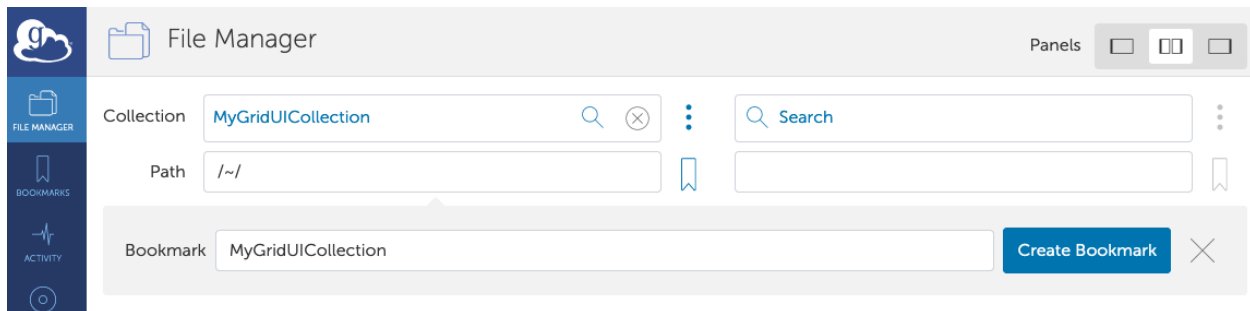 g
File Manager
Panels
FILE MANAGER
Collection
MyGridUICollection
Search
Path
/~/
BOOKMARKS
Bookmark
MyGridUICollection
Create Bookmark
ACTIVITY